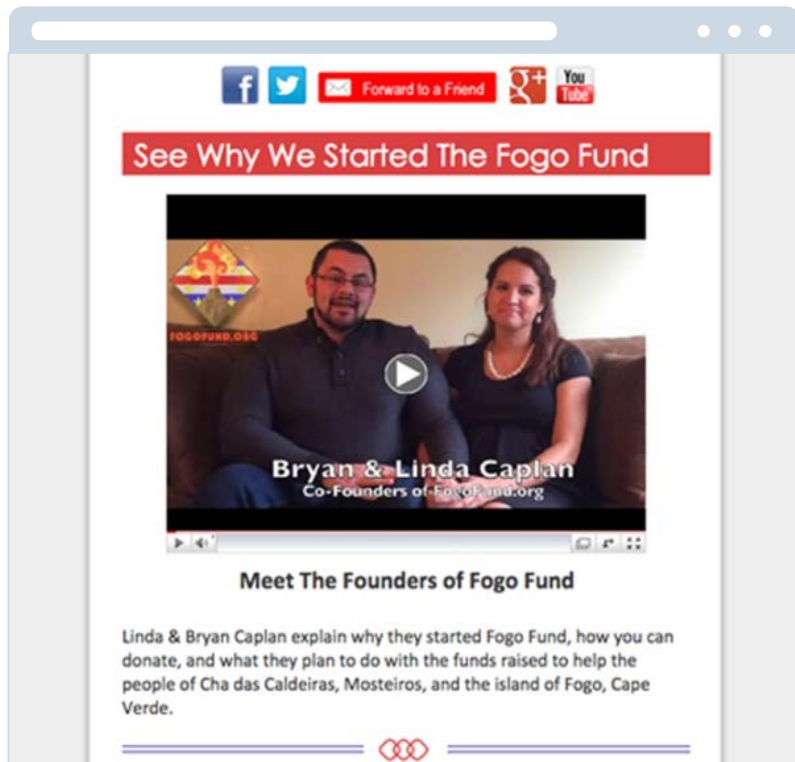 f
Forward to a Friend
g+
You
Tube
See Why We Started The Fogo Fund
FOGOFUND.ORG
Bryan & Linda Caplan
Co-Founders of FogoFund.org
Meet The Founders of Fogo Fund
Linda & Bryan Caplan explain why they started Fogo Fund, how you can
donate, and what they plan to do with the funds raised to help the
people of Cha das Caldeiras, Mosteiros, and the island of Fogo, Cape
Verde.